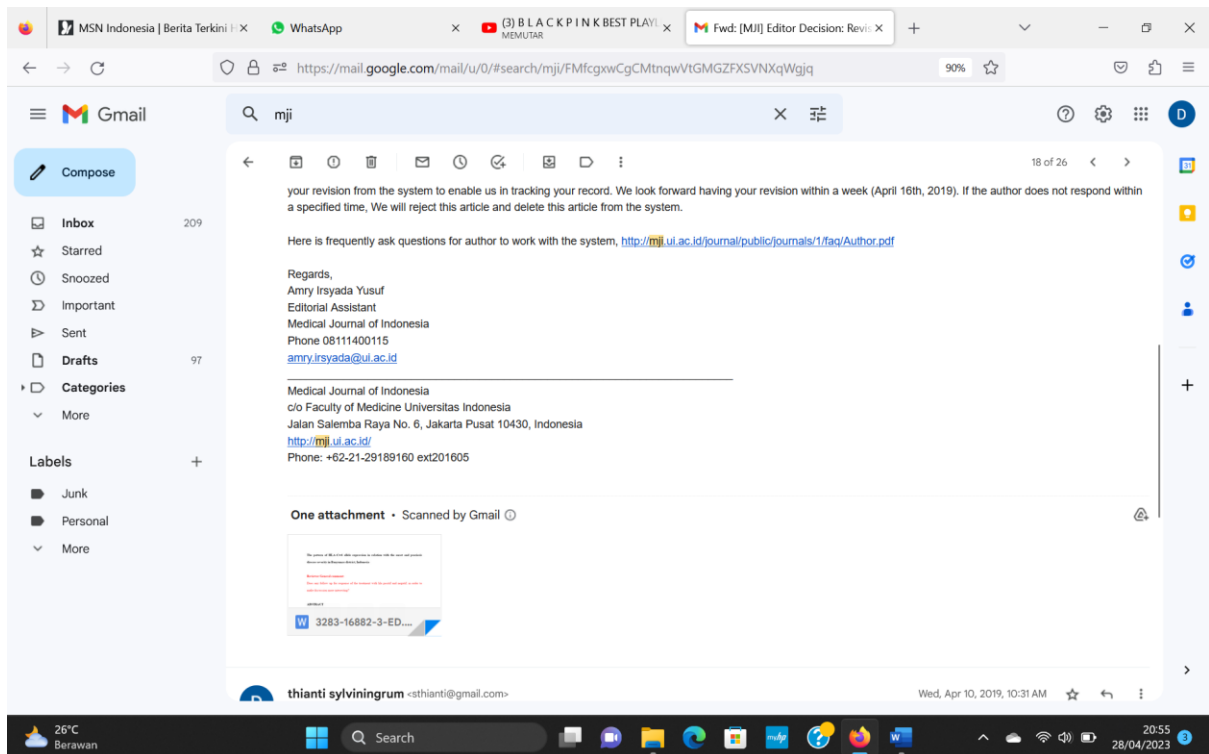 MSN Indonesia | Berita Terkini H
WhatsApp
(3) B L A C K P I N K BEST PLAYL
MEMUTAR
Fwd: [MJI] Editor Decision: Revis
https://mail.google.com/mail/u/0/#search/mji/FMfcgxwCgCMtnqwVtGMGZFXSVNXqWgjq
90%
Gmail
mji
D
Compose
18 of 26
31
Inbox 209
Starred
Snoozed
Important
Sent
Drafts 97
Categories
More
Labels
Junk
Personal
More
your revision from the system to enable us in tracking your record. We look forward having your revision within a week (April 16th, 2019). If the author does not respond within
a specified time, We will reject this article and delete this article from the system.
Here is frequently ask questions for author to work with the system, http://mji.ui.ac.id/journal/public/journals/1/faq/Author.pdf
Regards,
Amry Irsyada Yusuf
Editorial Assistant
Medical Journal of Indonesia
Phone 08111400115
amry.irsyada@ui.ac.id
Medical Journal of Indonesia
c/o Faculty of Medicine Universitas Indonesia
Jalan Salemba Raya No. 6, Jakarta Pusat 10430, Indonesia
http://mji.ui.ac.id/
Phone: +62-21-29189160 ext201605
One attachment • Scanned by Gmail
W 3283-16882-3-ED....
thianti sylviningrum <sthianti@gmail.com>
Wed, Apr 10, 2019, 10:31 AM
26°C
Berawan
Search
20:55
28/04/2023
3